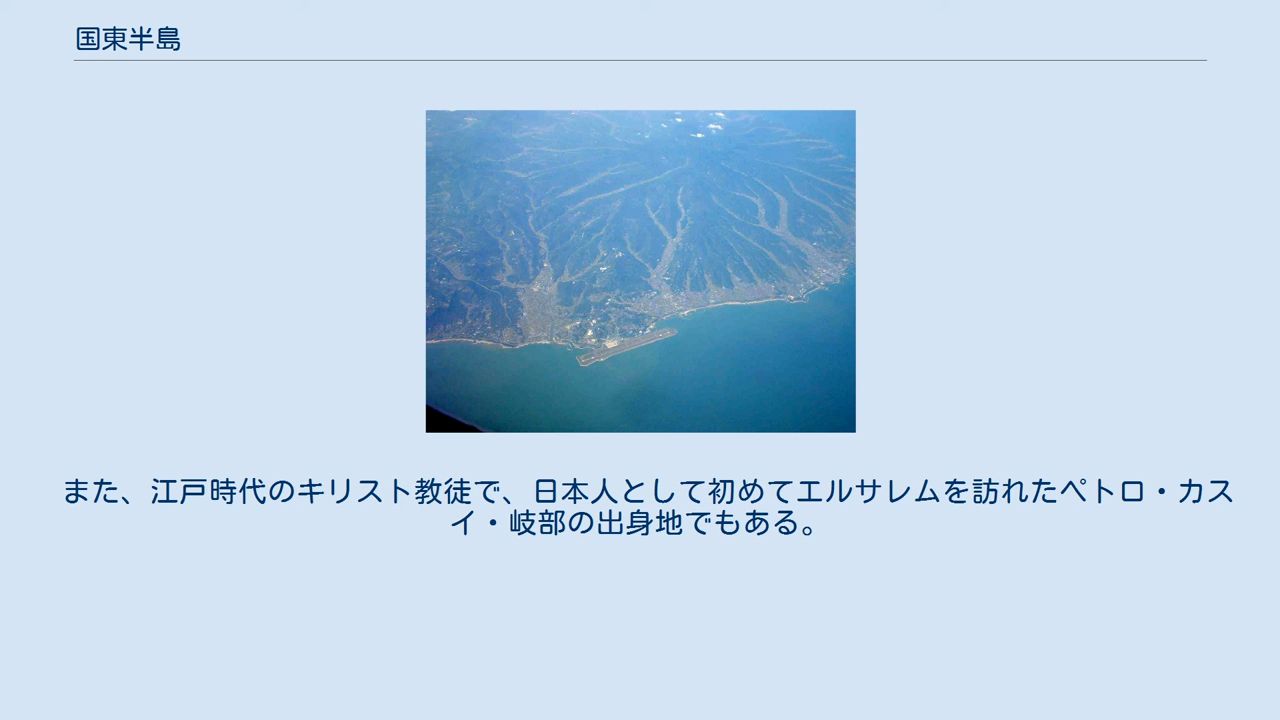 国東半島
また、江戸時代のキリスト教徒で、日本人として初めてエルサレムを訪れたペトロ・カス
イ・岐部の出身地でもある。